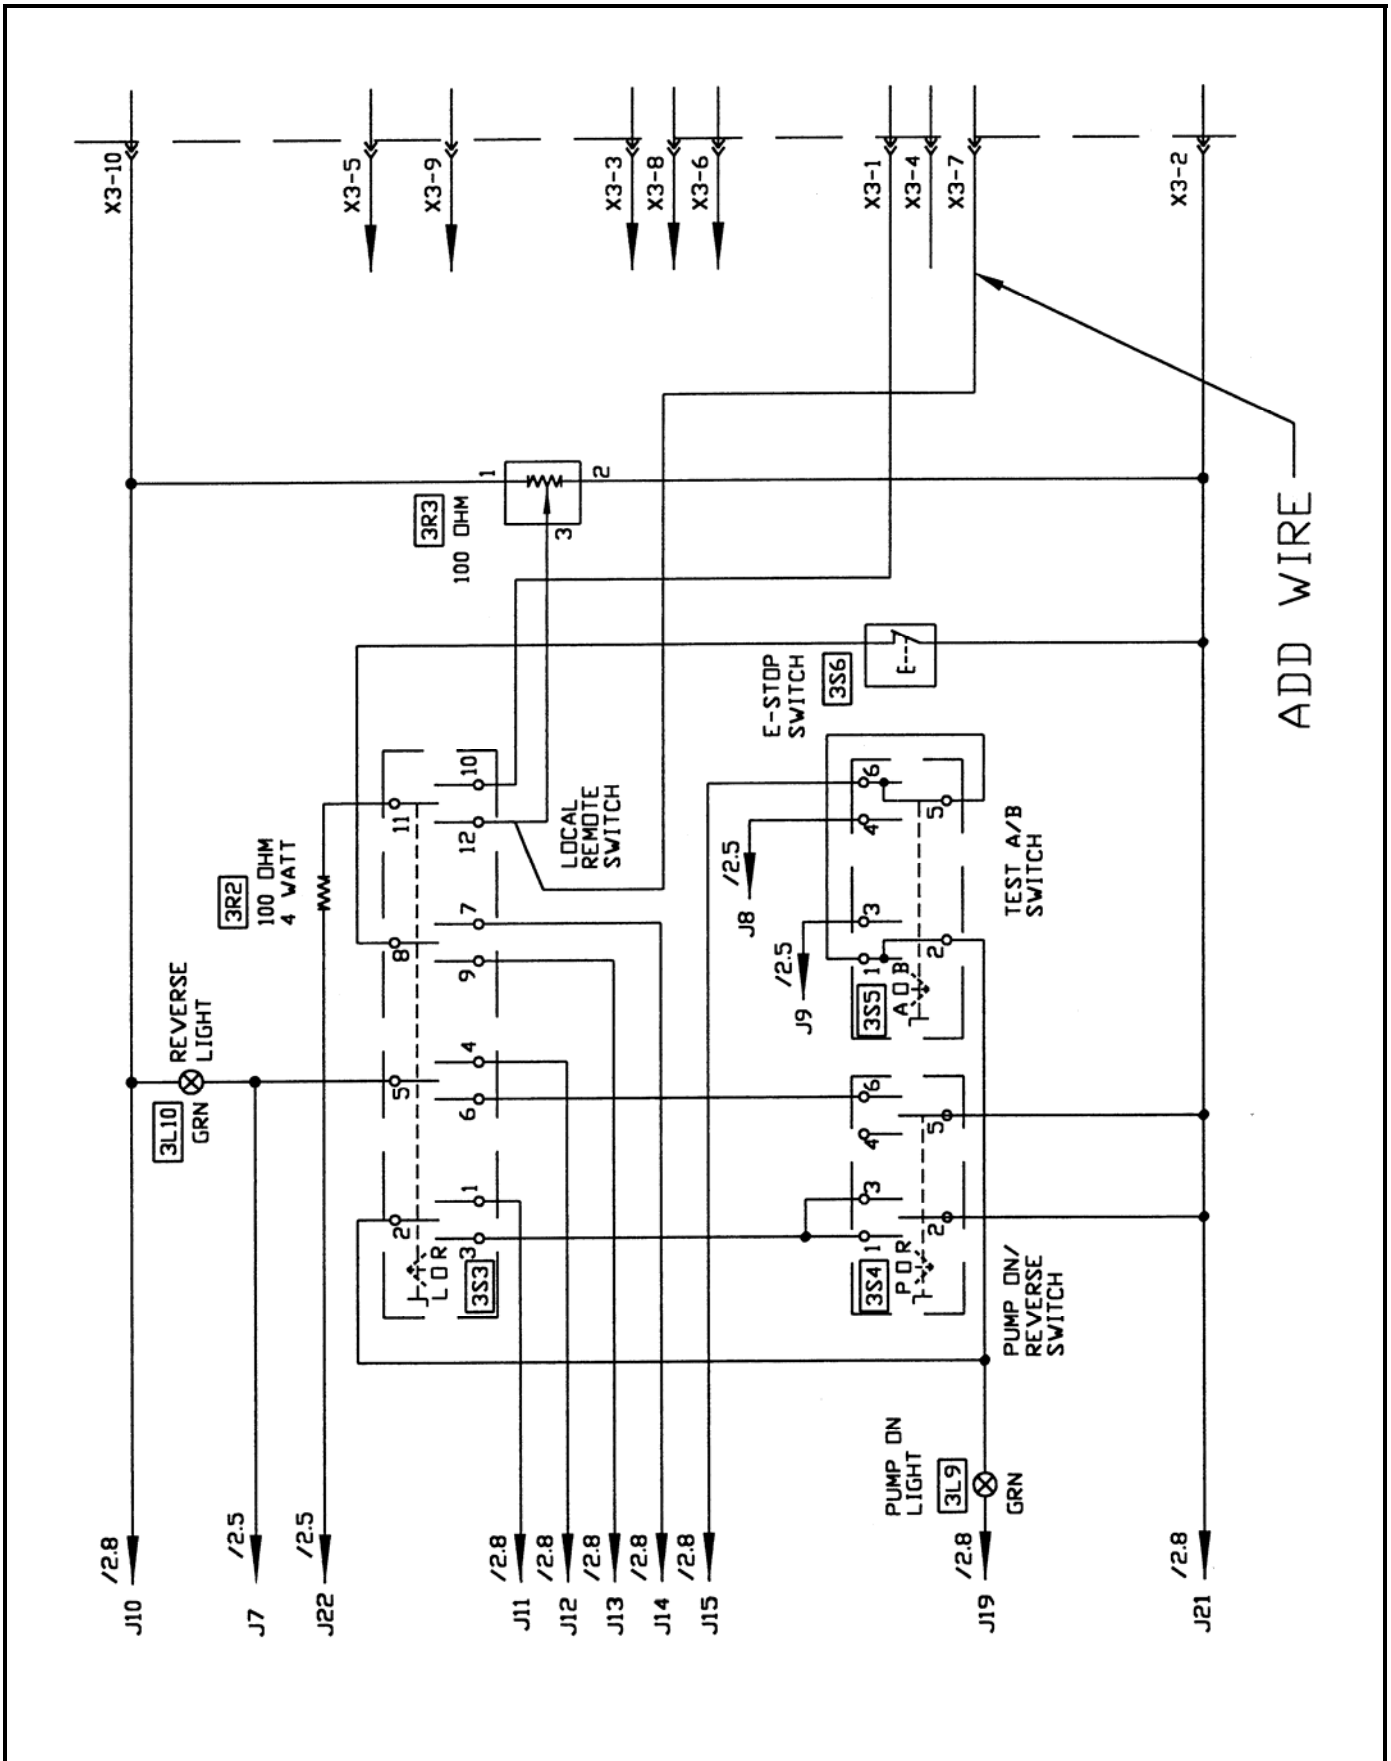 J10
/2.8
X3-10
REVERSE
LIGHT
3L10
GRN
J7
/2.5
J22
/2.5
3R2
100 OHM
4 WATT
X3-5
X3-9
X3-3
X3-8
X3-6
3R3
100 OHM
1
2
3
2
5
8
11
3
1
6
4
9
7
12
10
L O R
3S3
LOCAL
REMOTE
SWITCH
J11
/2.8
J12
/2.8
J13
/2.8
J14
/2.8
J15
/2.8
J9
/2.5
J8
/2.5
E-STOP
SWITCH
3S6
E
X3-1
X3-4
X3-7
1
3
4
6
3S4
P O R
2
5
PUMP ON/
REVERSE
SWITCH
1
3
4
6
3S5
A O B
2
5
TEST A/B
SWITCH
PUMP ON
LIGHT
3L9
GRN
J19
/2.8
J21
/2.8
X3-2
ADD WIRE